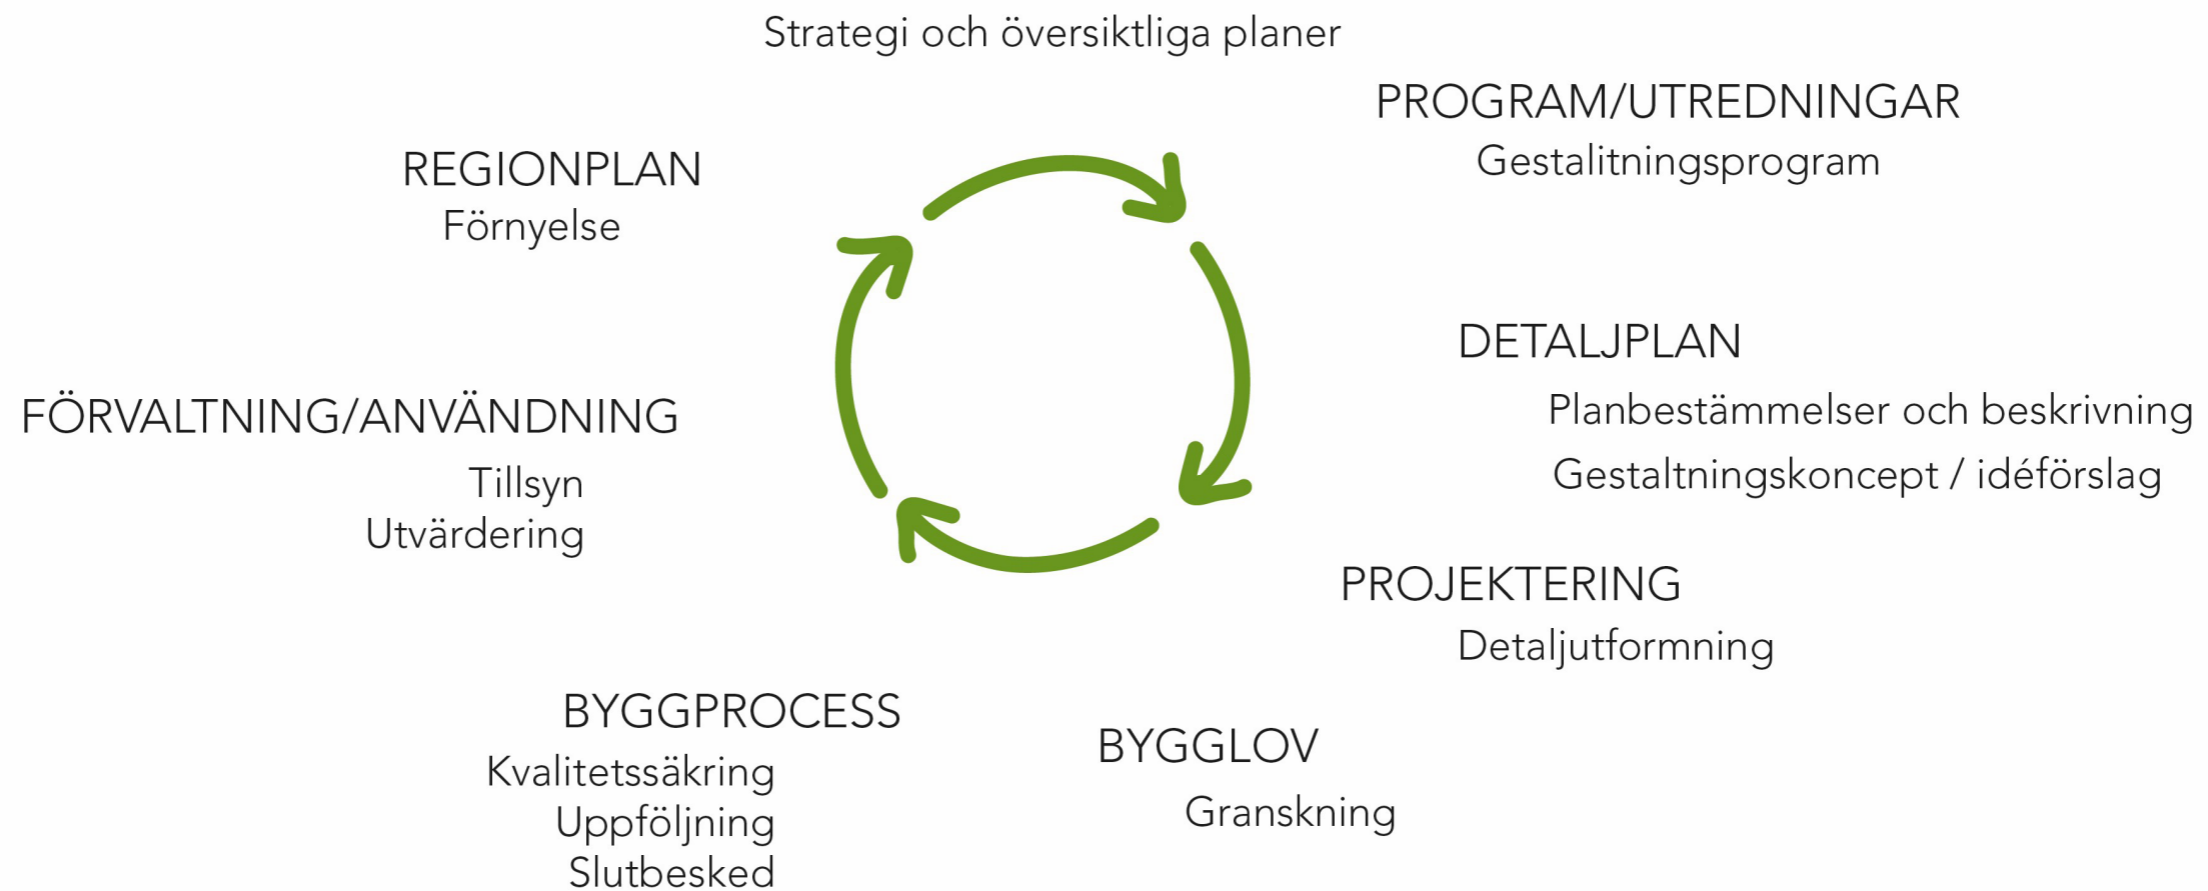 Strategi och översiktliga planer
PROGRAM/UTREDNINGAR
Gestalitningsprogram
DETALJPLAN
Planbestämmelser och beskrivning
Gestaltningskoncept / idéförslag
PROJEKTERING
Detaljutformning
BYGGLOV
Granskning
BYGGPROCESS
Kvalitetssäkring
Uppföljning
Slutbesked
FÖRVALTNING/ANVÄNDNING
Tillsyn
Utvärdering
REGIONPLAN
Förnyelse